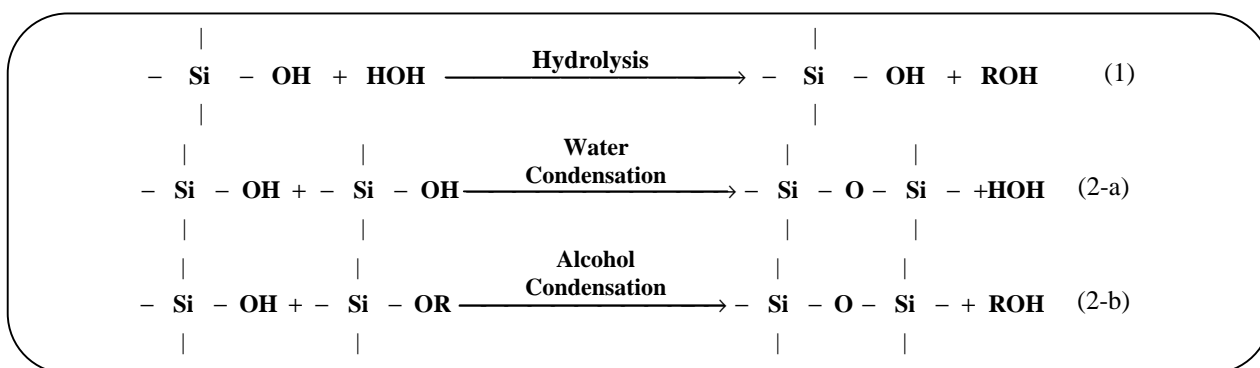 | |
– Si – OH + HOH Hydrolysis – Si – OH + ROH (1)
| |
| | Water | |
– Si – OH + – Si – OH Condensation – Si – O – Si – +HOH (2-a)
| | | |
| | Alcohol | |
– Si – OH + – Si – OR Condensation – Si – O – Si – + ROH (2-b)
| | | |